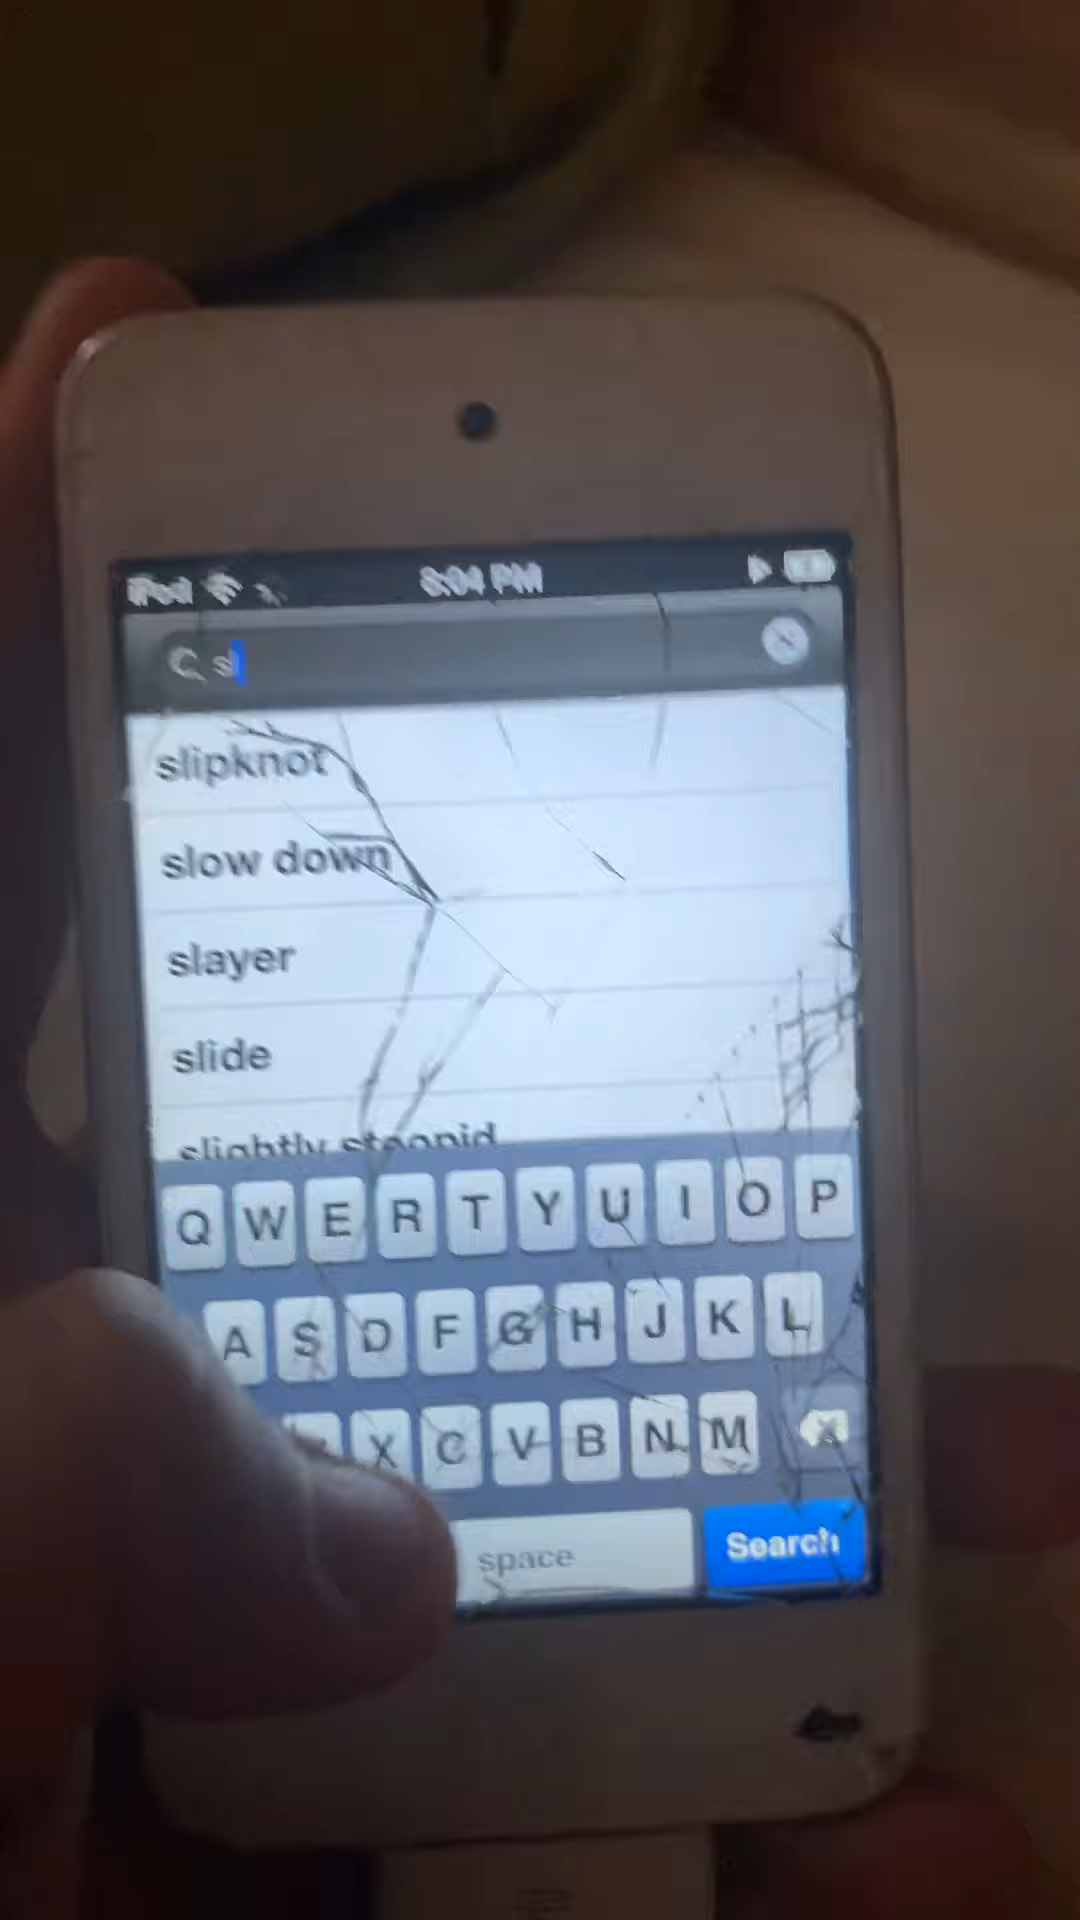 iPod 8:04 PM
sl
slipknot
slow down
slayer
slide
slightly stoopid
Q W E R T Y U I O P
A S D F G H J K L
X C V B N M
space Search